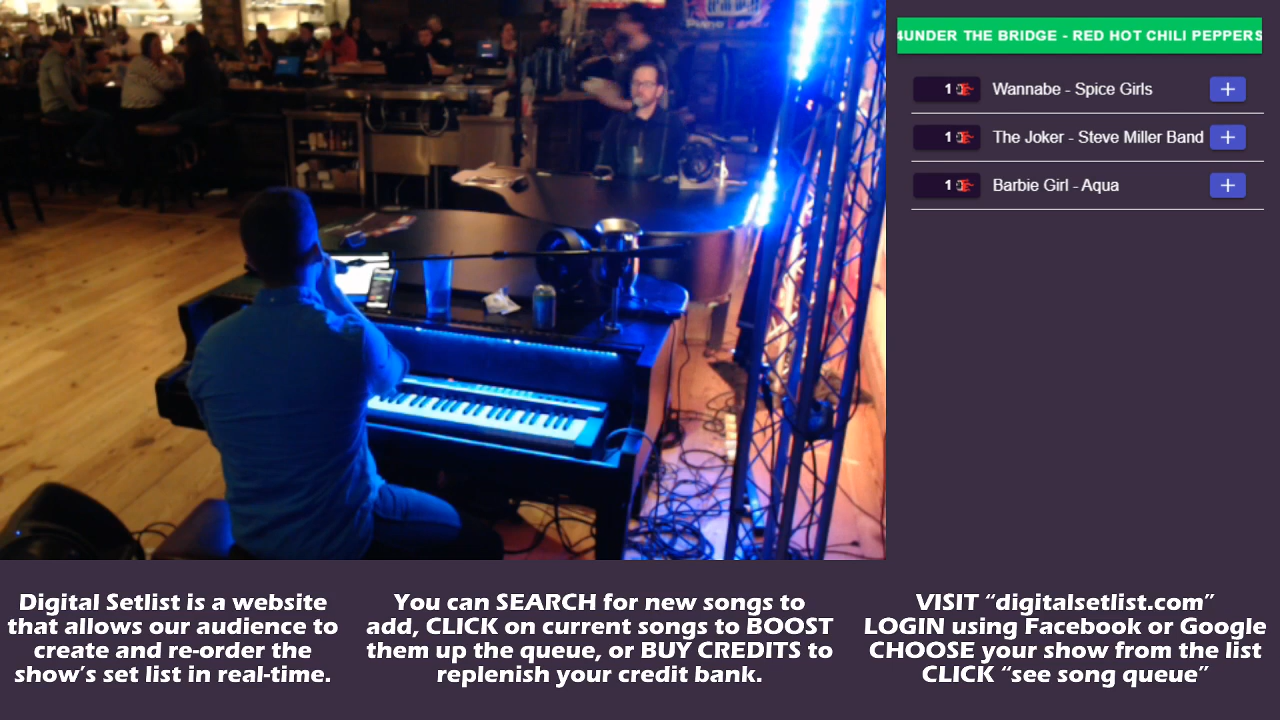 4UNDER THE BRIDGE - RED HOT CHILI PEPPERS
1 Wannabe - Spice Girls +
1 The Joker - Steve Miller Band +
1 Barbie Girl - Aqua +
Digital Setlist is a website
that allows our audience to
create and re-order the
show's set list in real-time.
You can SEARCH for new songs to
add, CLICK on current songs to BOOST
them up the queue, or BUY CREDITS to
replenish your credit bank.
VISIT “digitalsetlist.com”
LOGIN using Facebook or Google
CHOOSE your show from the list
CLICK “see song queue”